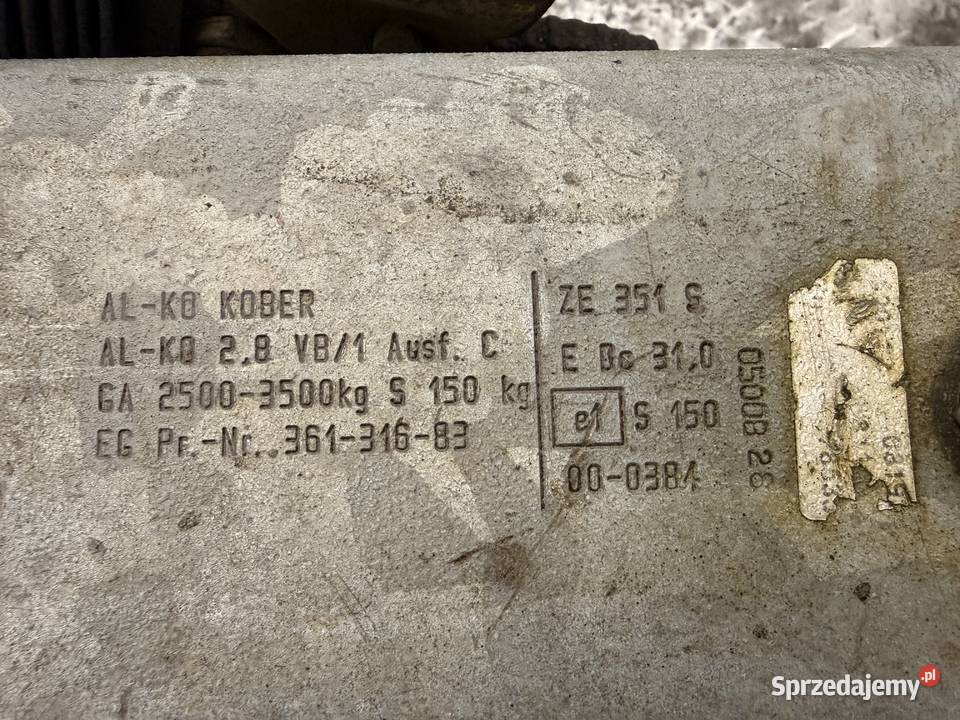 AL-KO KOBER
AL-KO 2,8 VB/1 Ausf. C
GA 2500-3500kg S 150 kg
EG Pr.-Nr. 361-316-83
ZE 351 S
E Dc 31,0
e1 S 150
00-0384
0500B 26
Sprzedajemy.pl